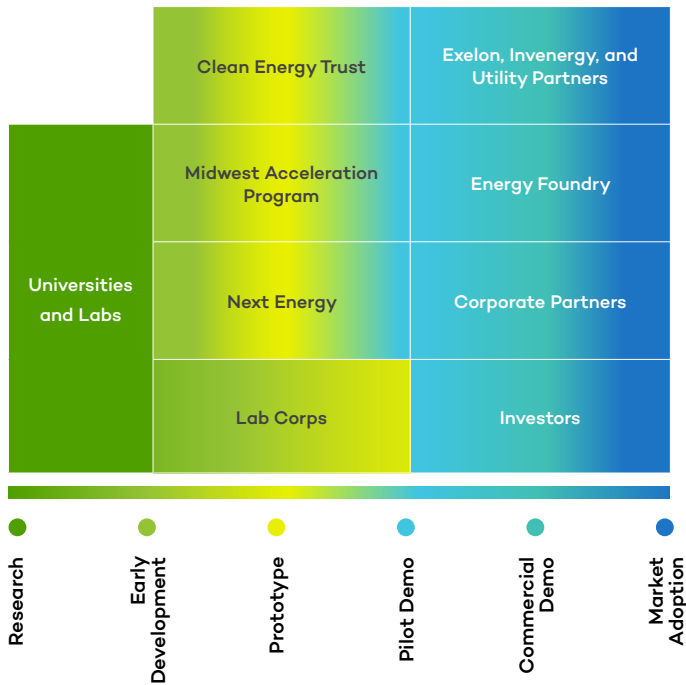 Clean Energy Trust
Exelon, Invenergy, and
Utility Partners
Midwest Acceleration
Program
Energy Foundry
Universities
and Labs
Next Energy
Corporate Partners
Lab Corps
Investors
Research
Early
Development
Prototype
Pilot Demo
Commercial
Demo
Market
Adoption